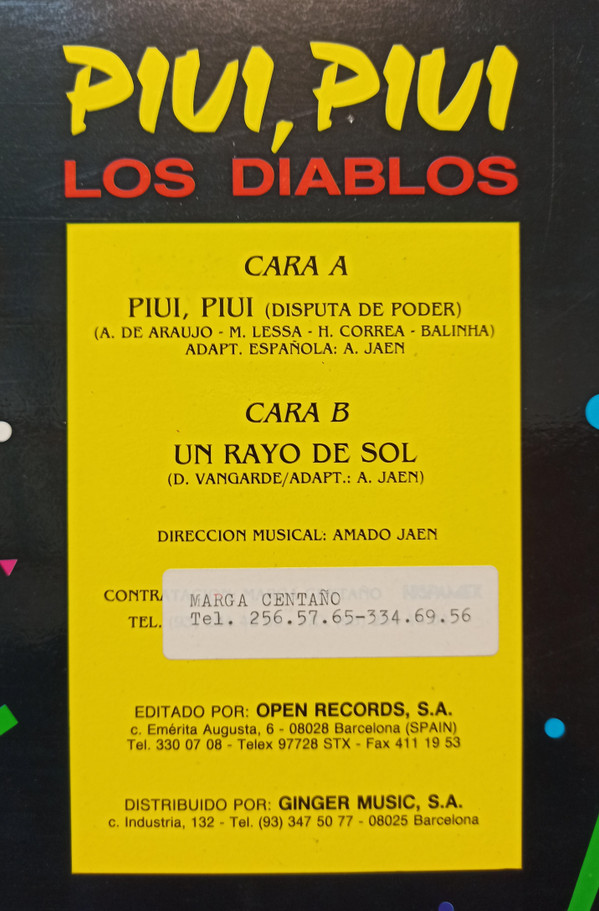 PIUI, PIUI
LOS DIABLOS
CARA A
PIUI, PIUI (DISPUTA DE PODER)
(A. DE ARAUJO - M. LESSA - H. CORREA - BALINHA)
ADAPT. ESPAÑOLA: A. JAEN
CARA B
UN RAYO DE SOL
(D. VANGARDE/ADAPT.: A. JAEN)
DIRECCION MUSICAL: AMADO JAEN
CONTRA
MARGA CENTAÑO
TEL. Tel. 256.57.65-334.69.56
EDITADO POR: OPEN RECORDS, S.A.
c. Emérita Augusta, 6 - 08028 Barcelona (SPAIN)
Tel. 330 07 08 - Telex 97728 STX - Fax 411 19 53
DISTRIBUIDO POR: GINGER MUSIC, S.A.
c. Industria, 132 - Tel. (93) 347 50 77 - 08025 Barcelona